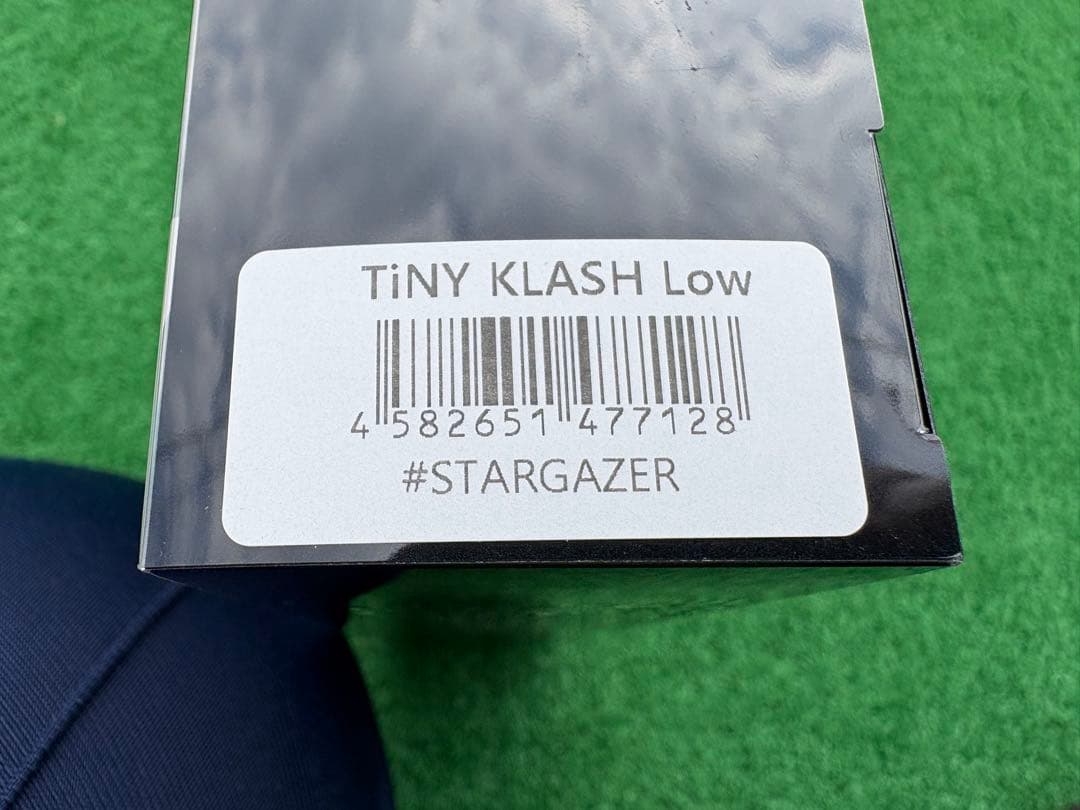 TiNY KLASH Low
4 582651 477128
#STARGAZER